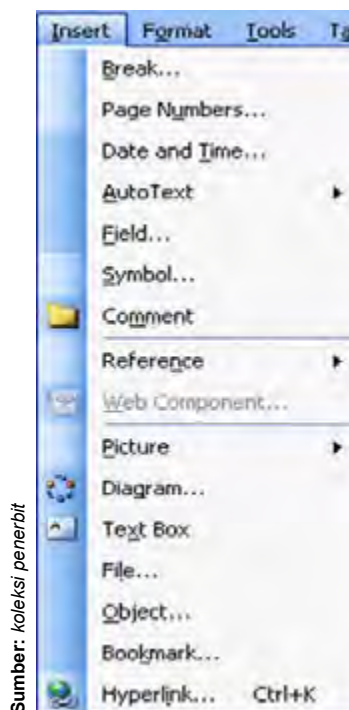 Insert Format Tools Ta
Break...
Page Numbers...
Date and Time...
AutoText
Field...
Symbol...
Comment
Reference
Web Component...
Picture
Diagram...
Text Box
File...
Object...
Bookmark...
Hyperlink... Ctrl+K
Sumber: koleksi penerbit